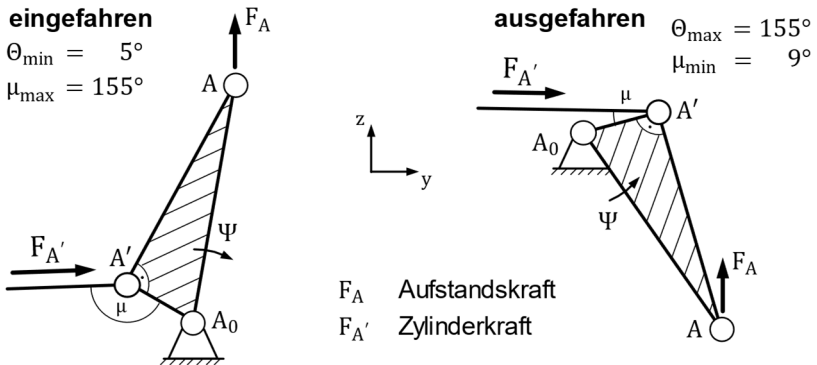 eingefahren
Θmin = 5°
μmax = 155°
FA
A
FA′
A′
μ
Ψ
A0
z
y
FA Aufstandskraft
FA′ Zylinderkraft
ausgefahren
Θmax = 155°
μmin = 9°
FA′
μ
A′
A0
Ψ
FA
A